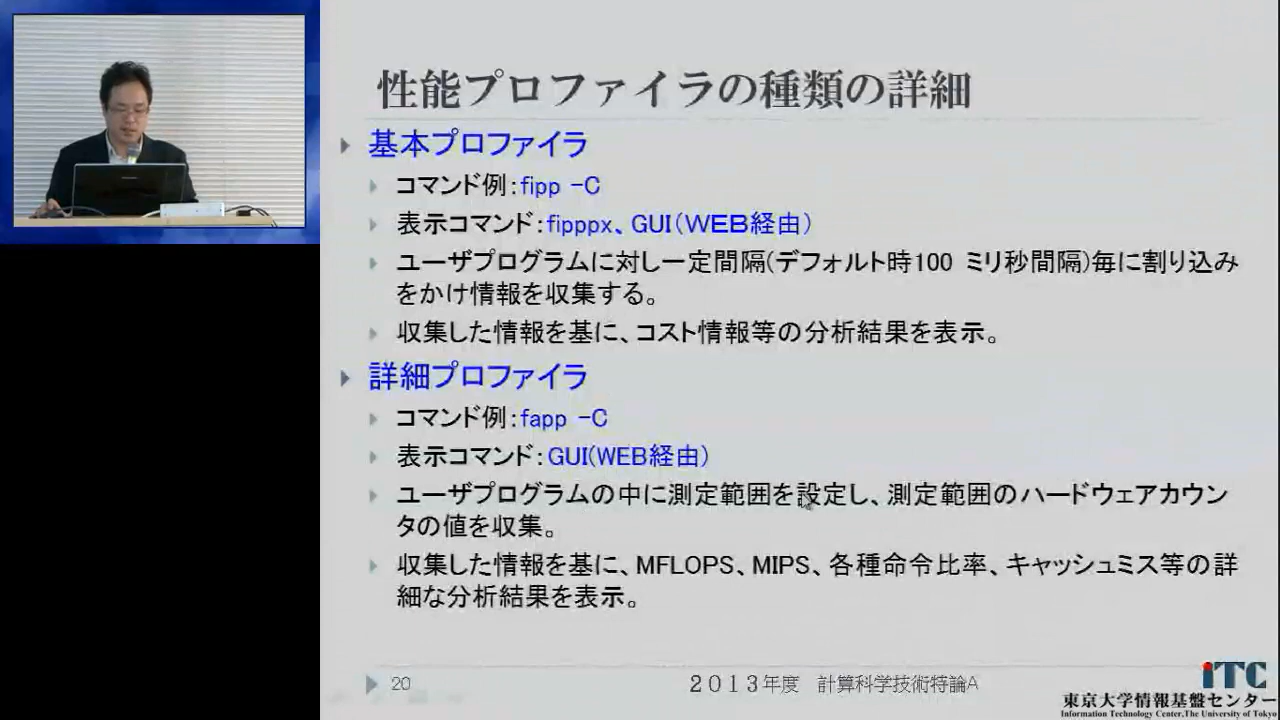 性能プロファイラの種類の詳細
基本プロファイラ
コマンド例:fipp -C
表示コマンド:fipppx、GUI(WEB経由)
ユーザプログラムに対し一定間隔(デフォルト時100 ミリ秒間隔)毎に割り込み
をかけ情報を収集する。
収集した情報を基に、コスト情報等の分析結果を表示。
詳細プロファイラ
コマンド例:fapp -C
表示コマンド:GUI(WEB経由)
ユーザプログラムの中に測定範囲を設定し、測定範囲のハードウェアカウン
タの値を収集。
収集した情報を基に、MFLOPS、MIPS、各種命令比率、キャッシュミス等の詳
細な分析結果を表示。
20
2013年度 計算科学技術特論A
iTC
東京大学情報基盤センター
Information Technology Center,The University of Tokyo